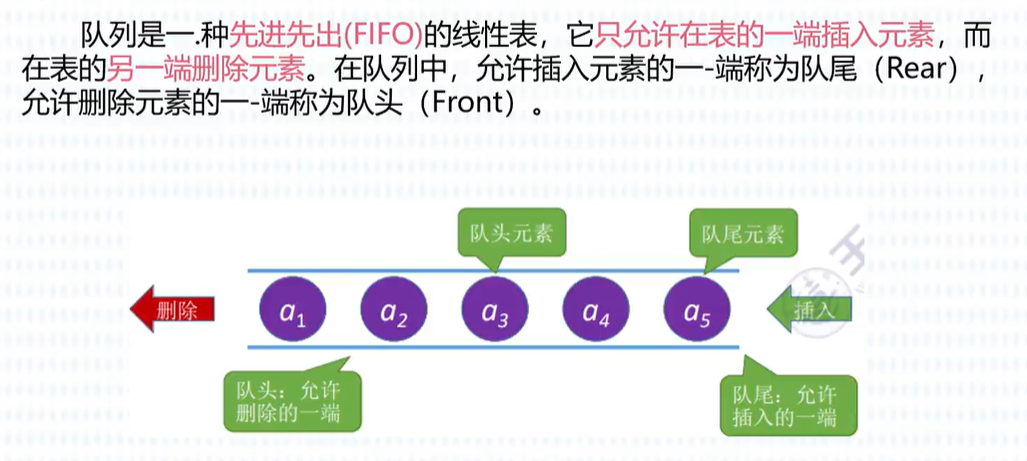 队列是一.种先进先出(FIFO)的线性表，它只允许在表的一端插入元素，而
在表的另一端删除元素。在队列中，允许插入元素的一-端称为队尾（Rear），
允许删除元素的一-端称为队头（Front）。
队头元素
队尾元素
删除
a1
a2
a3
a4
a5
插入
队头：允许
删除的一端
队尾：允许
插入的一端